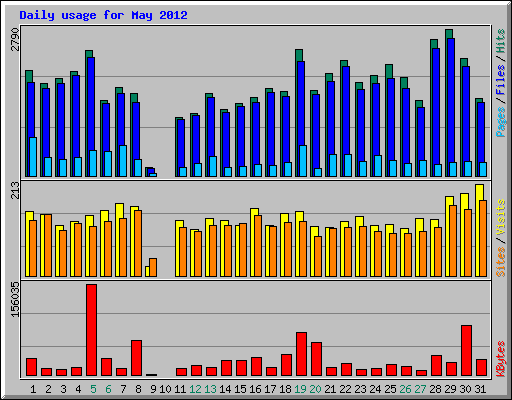 Daily usage for May 2012
2790
Pages / Files / Hits
213
Sites / Visits
156035
KBytes
1 2 3 4 5 6 7 8 9 10 11 12 13 14 15 16 17 18 19 20 21 22 23 24 25 26 27 28 29 30 31